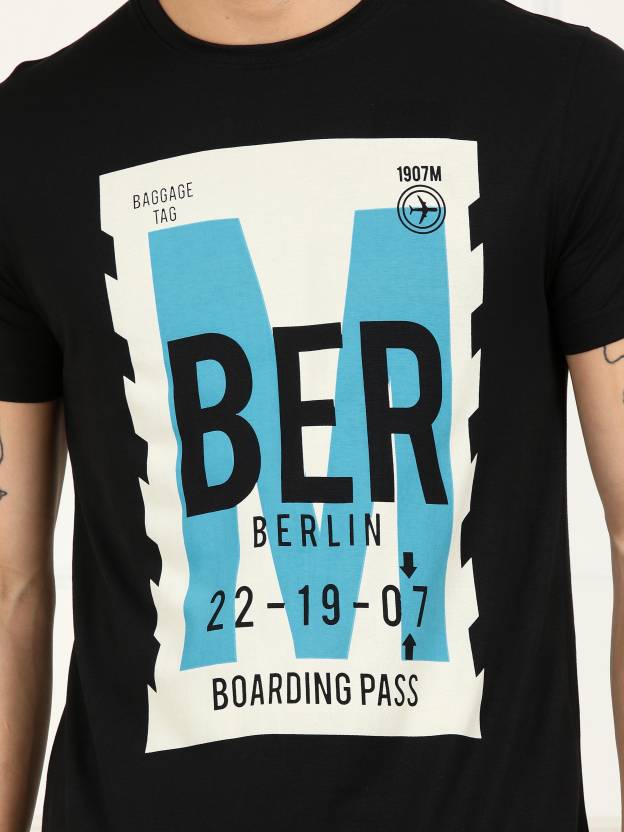 BAGGAGE
TAG
1907M
M
BER
BERLIN
22-19-07
BOARDING PASS